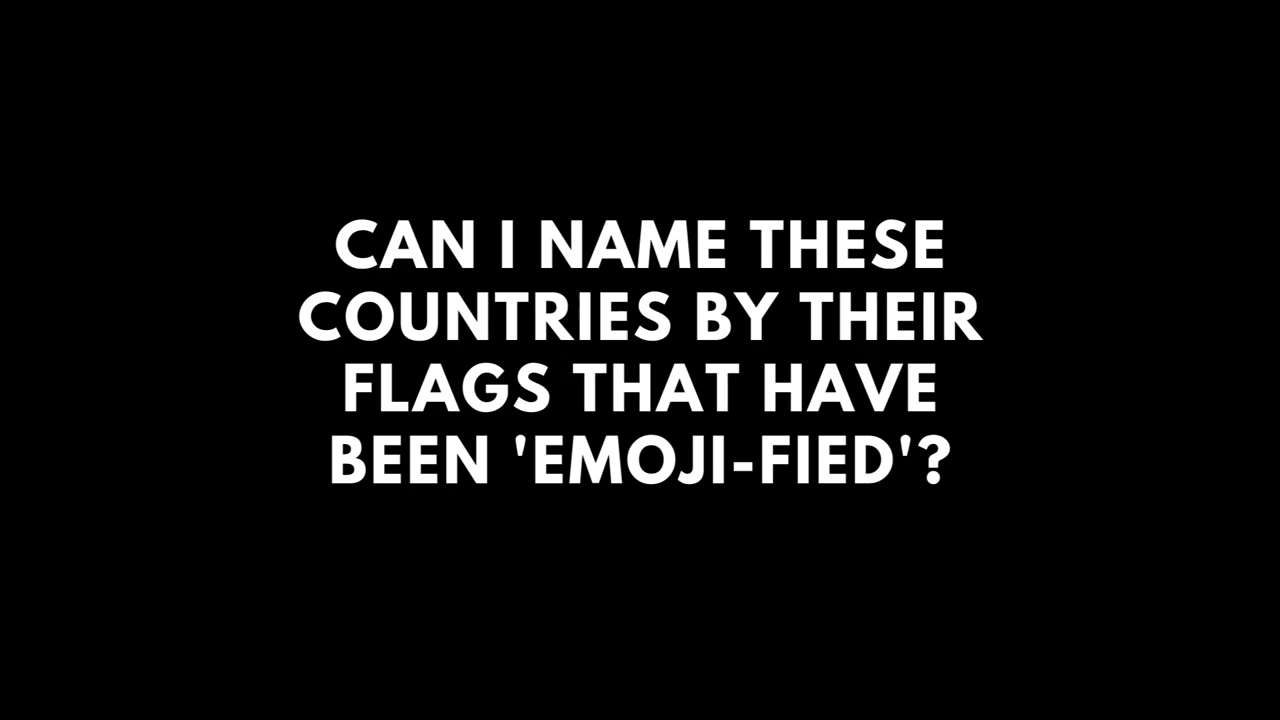 CAN I NAME THESE
COUNTRIES BY THEIR
FLAGS THAT HAVE
BEEN 'EMOJI-FIED'?